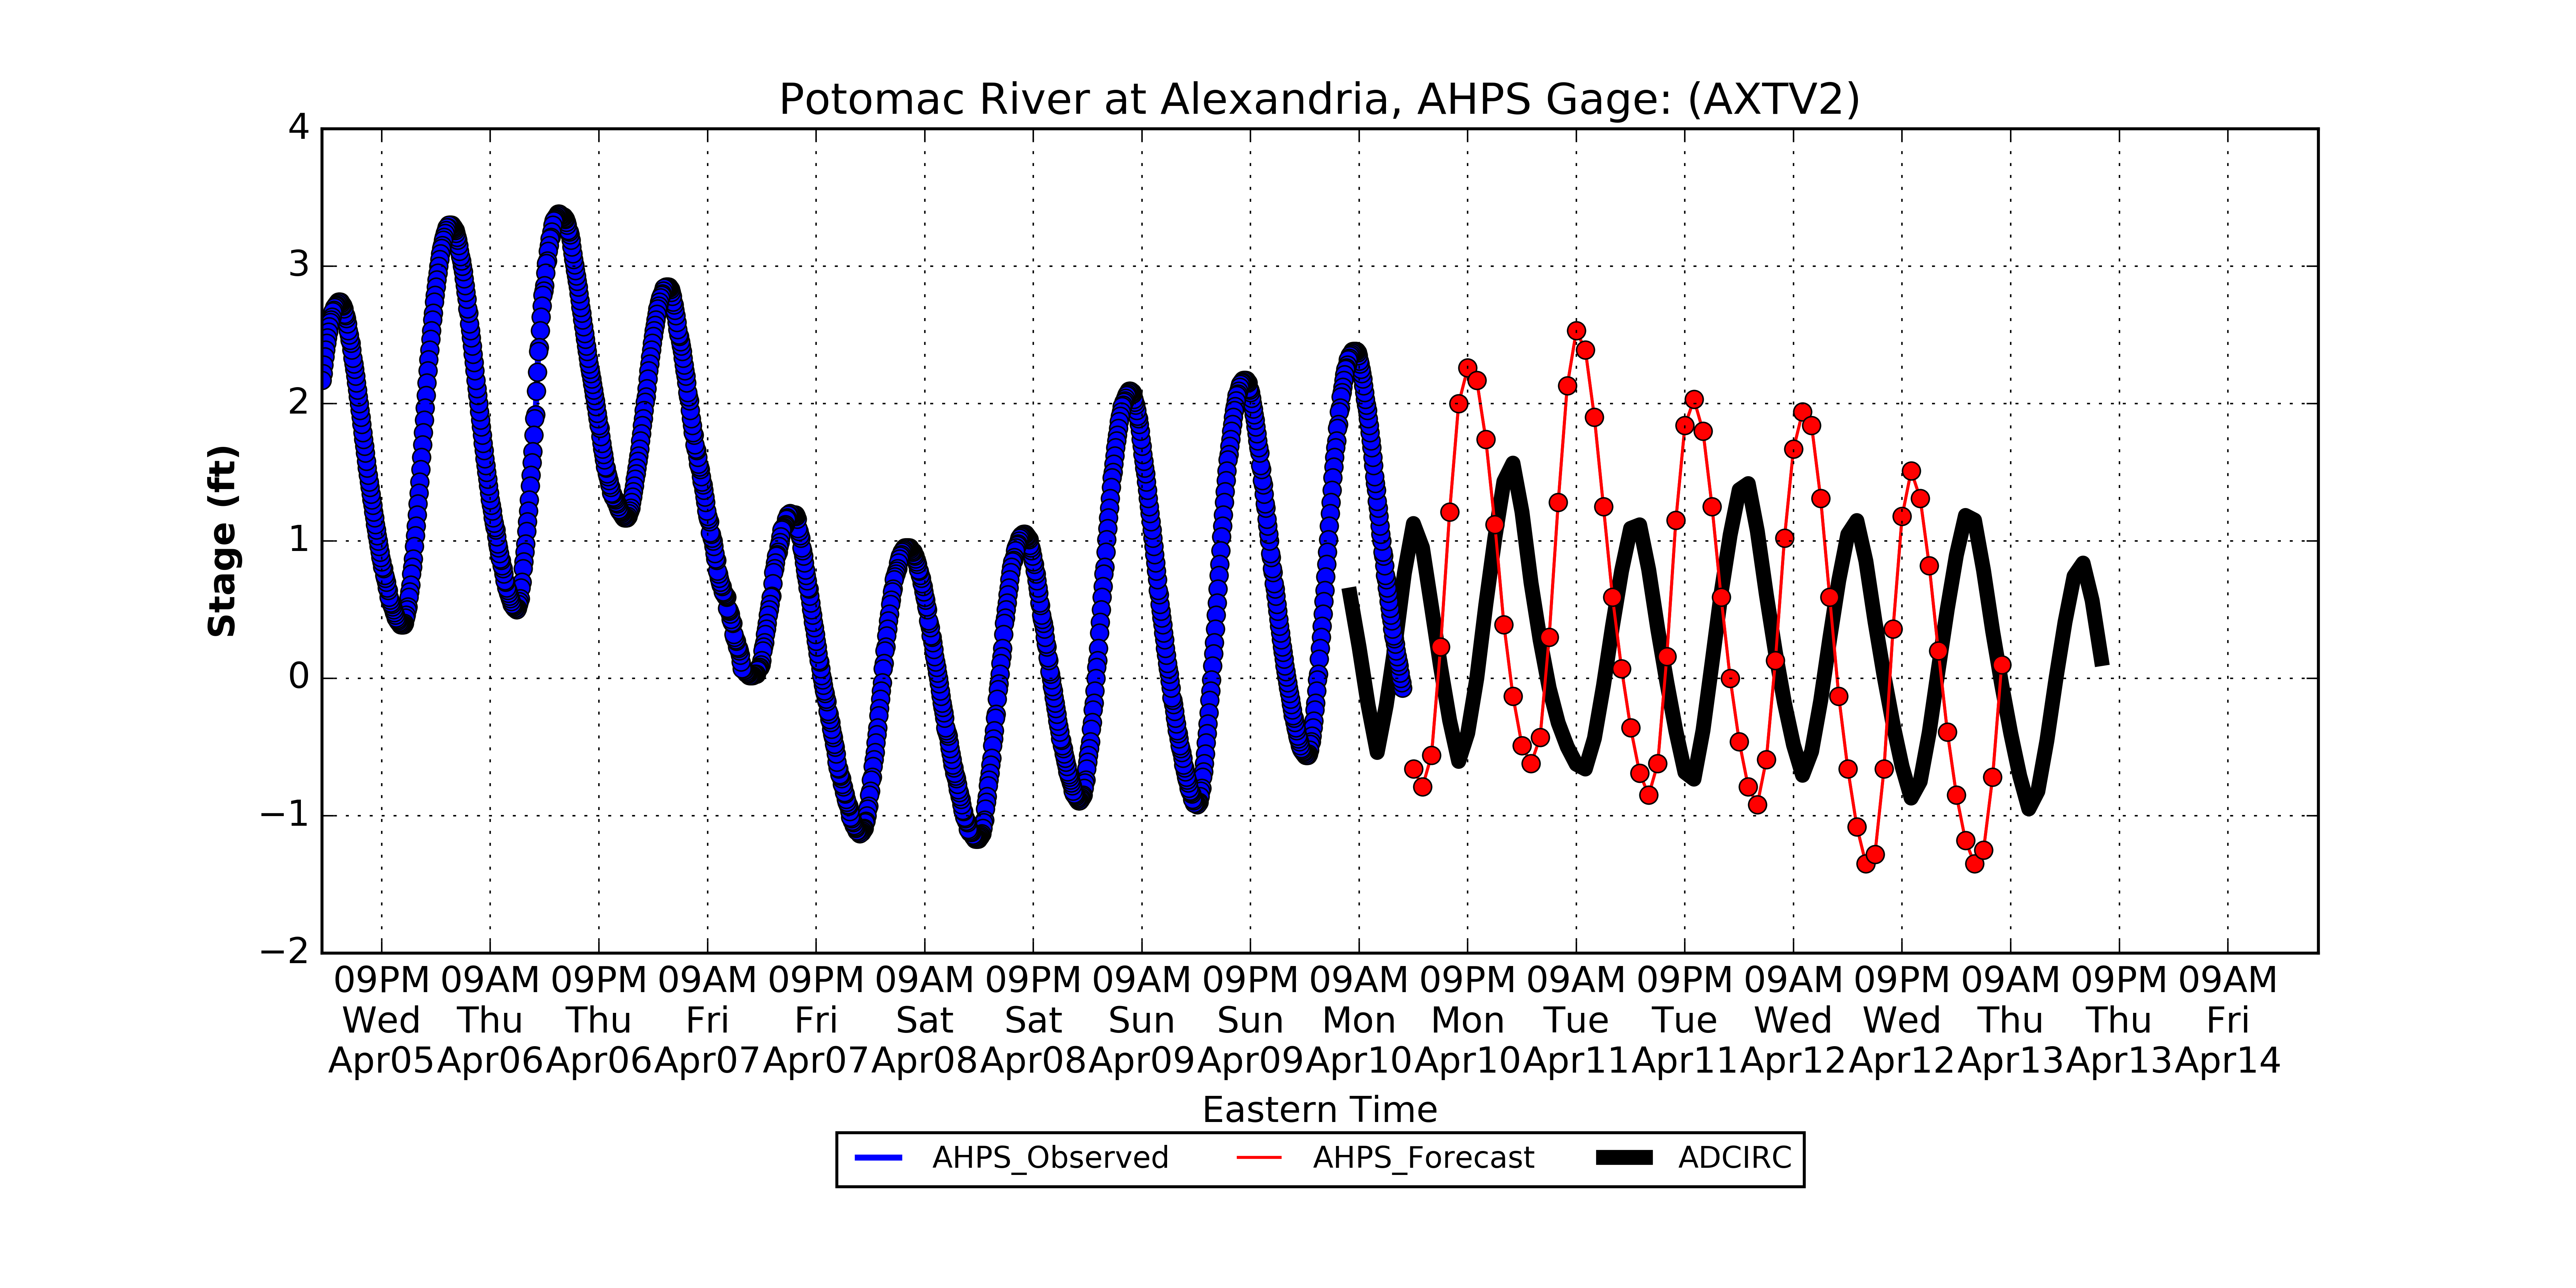 Potomac River at Alexandria, AHPS Gage: (AXTV2)
4
3
2
1
0
−1
−2
Stage (ft)
09PM 09AM 09PM 09AM 09PM 09AM 09PM 09AM 09PM 09AM 09PM 09AM 09PM 09AM 09PM 09AM 09PM 09AM
Wed Thu Thu Fri Fri Sat Sat Sun Sun Mon Mon Tue Tue Wed Wed Thu Thu Fri
Apr05 Apr06 Apr06 Apr07 Apr07 Apr08 Apr08 Apr09 Apr09 Apr10 Apr10 Apr11 Apr11 Apr12 Apr12 Apr13 Apr13 Apr14
Eastern Time
AHPS_Observed AHPS_Forecast ADCIRC